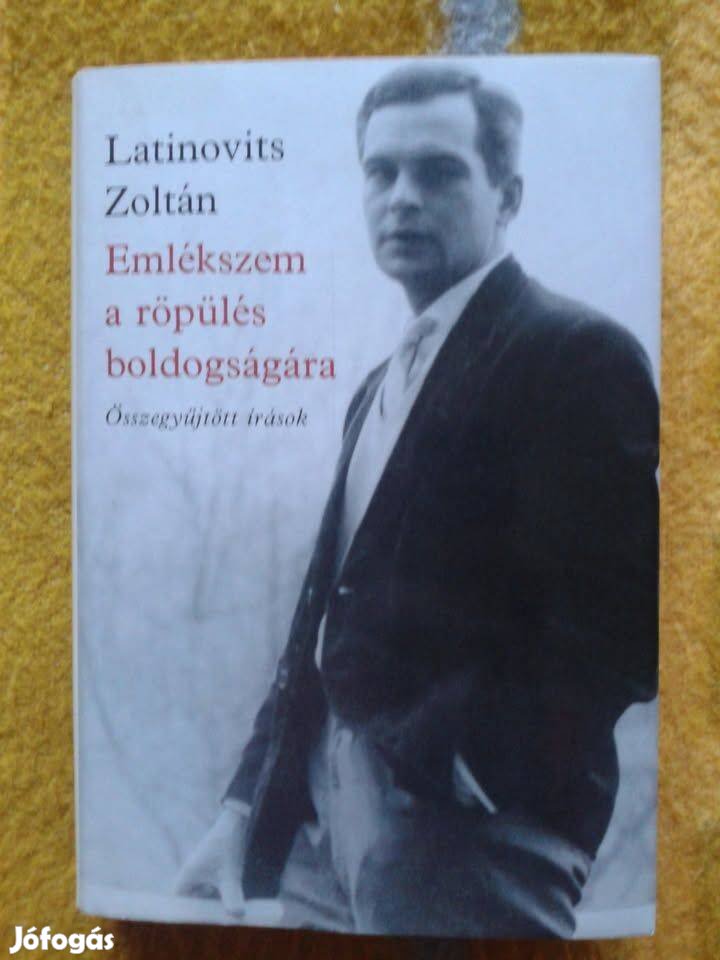 Latinovits
Zoltán
Emlékszem
a röpülés
boldogságára
Összegyűjtött írások
Jófogás